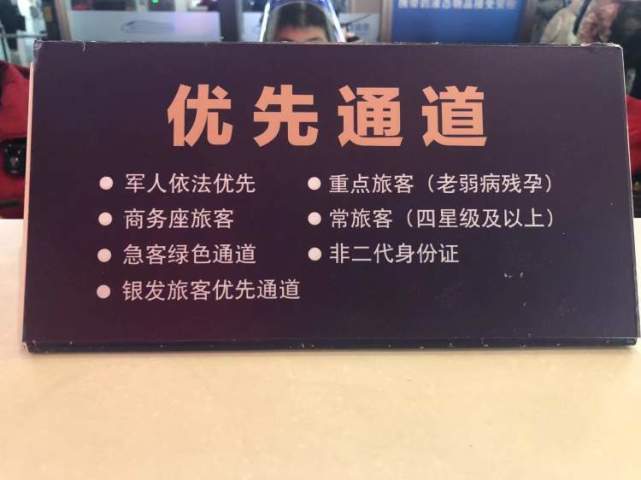 优先通道
● 军人依法优先
● 商务座旅客
● 急客绿色通道
● 银发旅客优先通道
● 重点旅客（老弱病残孕）
● 常旅客（四星级及以上）
● 非二代身份证